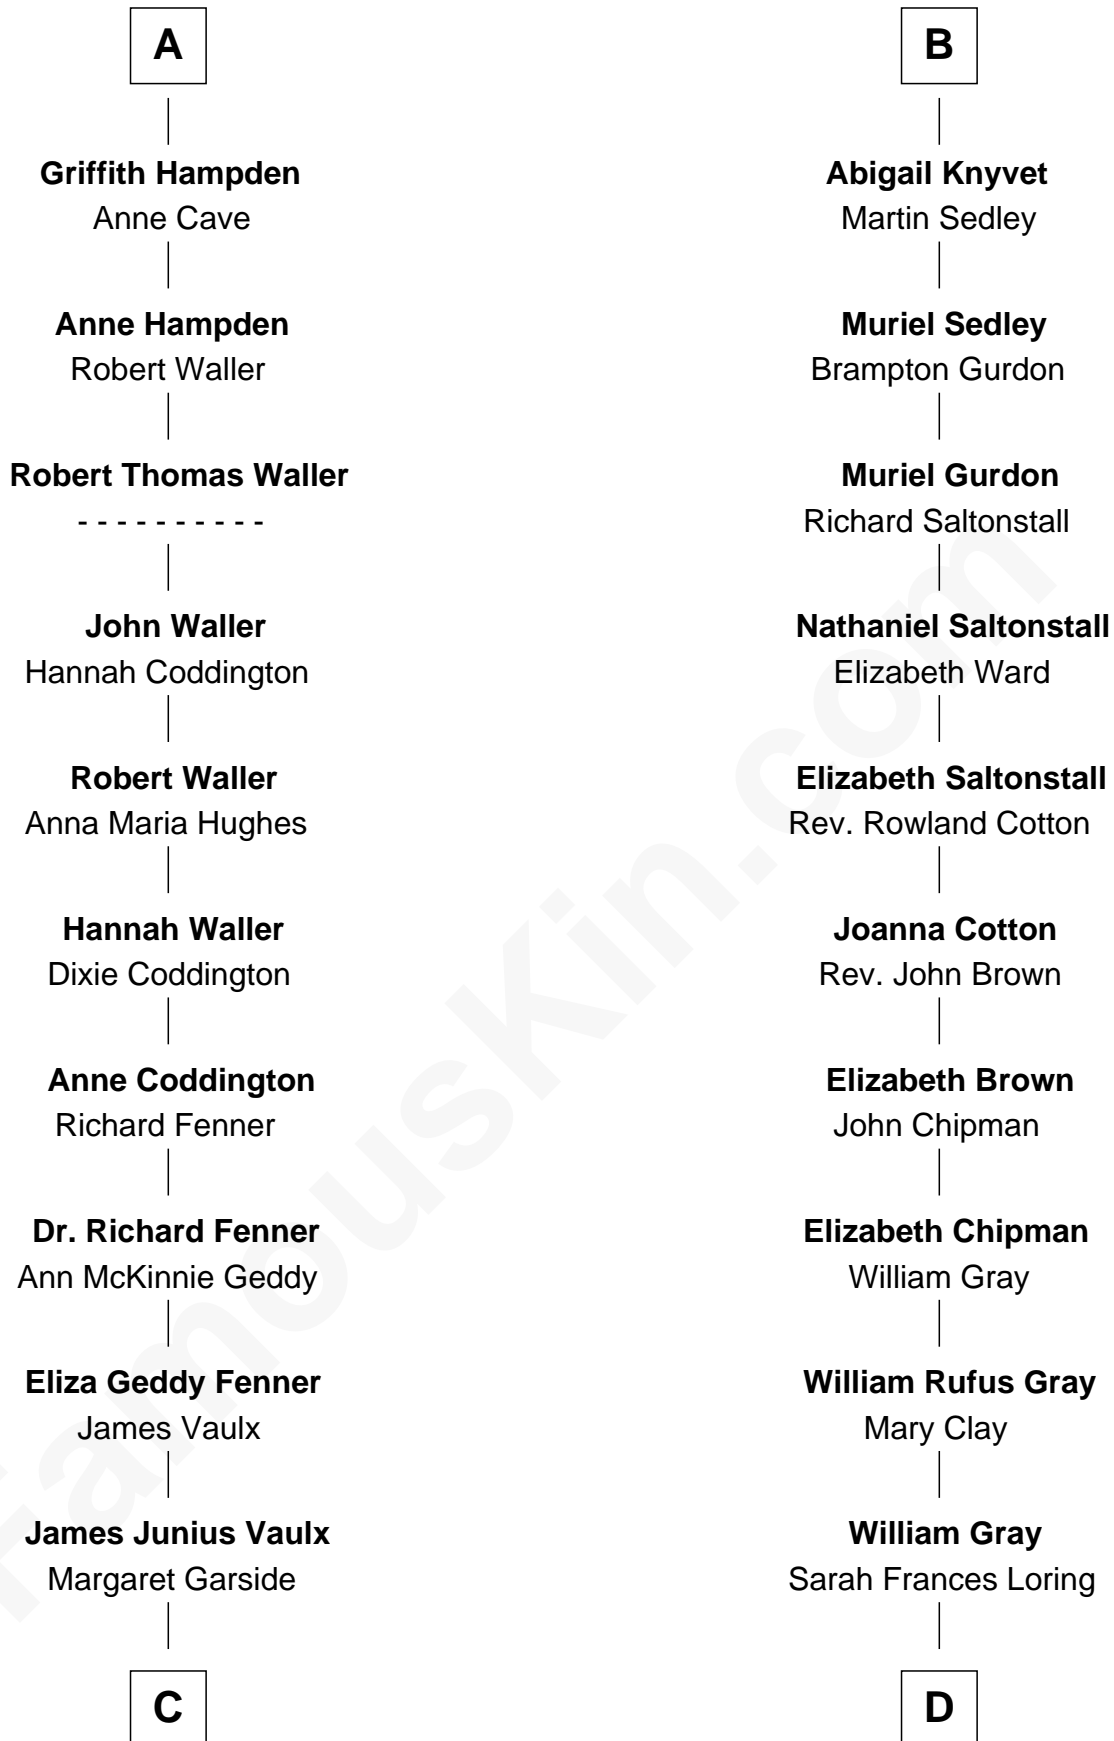 A
Griffith Hampden
Anne Cave
Anne Hampden
Robert Waller
Robert Thomas Waller
- - - - - - - - - -
John Waller
Hannah Coddington
Robert Waller
Anna Maria Hughes
Hannah Waller
Dixie Coddington
Anne Coddington
Richard Fenner
Dr. Richard Fenner
Ann McKinnie Geddy
Eliza Geddy Fenner
James Vaulx
James Junius Vaulx
Margaret Garside
C
B
Abigail Knyvet
Martin Sedley
Muriel Sedley
Brampton Gurdon
Muriel Gurdon
Richard Saltonstall
Nathaniel Saltonstall
Elizabeth Ward
Elizabeth Saltonstall
Rev. Rowland Cotton
Joanna Cotton
Rev. John Brown
Elizabeth Brown
John Chipman
Elizabeth Chipman
William Gray
William Rufus Gray
Mary Clay
William Gray
Sarah Frances Loring
D
FamousKin.com